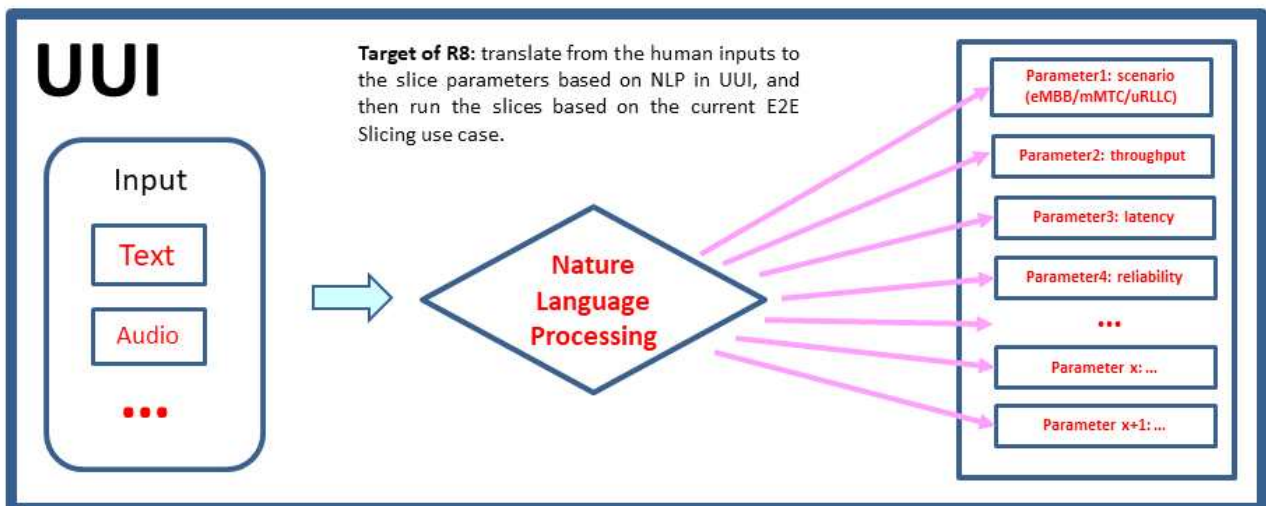 UUI
Target of R8: translate from the human inputs to
the slice parameters based on NLP in UUI, and
then run the slices based on the current E2E
Slicing use case.
Input
Text
Audio
...
Nature
Language
Processing
Parameter1: scenario
(eMBB/mMTC/uRLLC)
Parameter2: throughput
Parameter3: latency
Parameter4: reliability
...
Parameter x: ...
Parameter x+1: ...